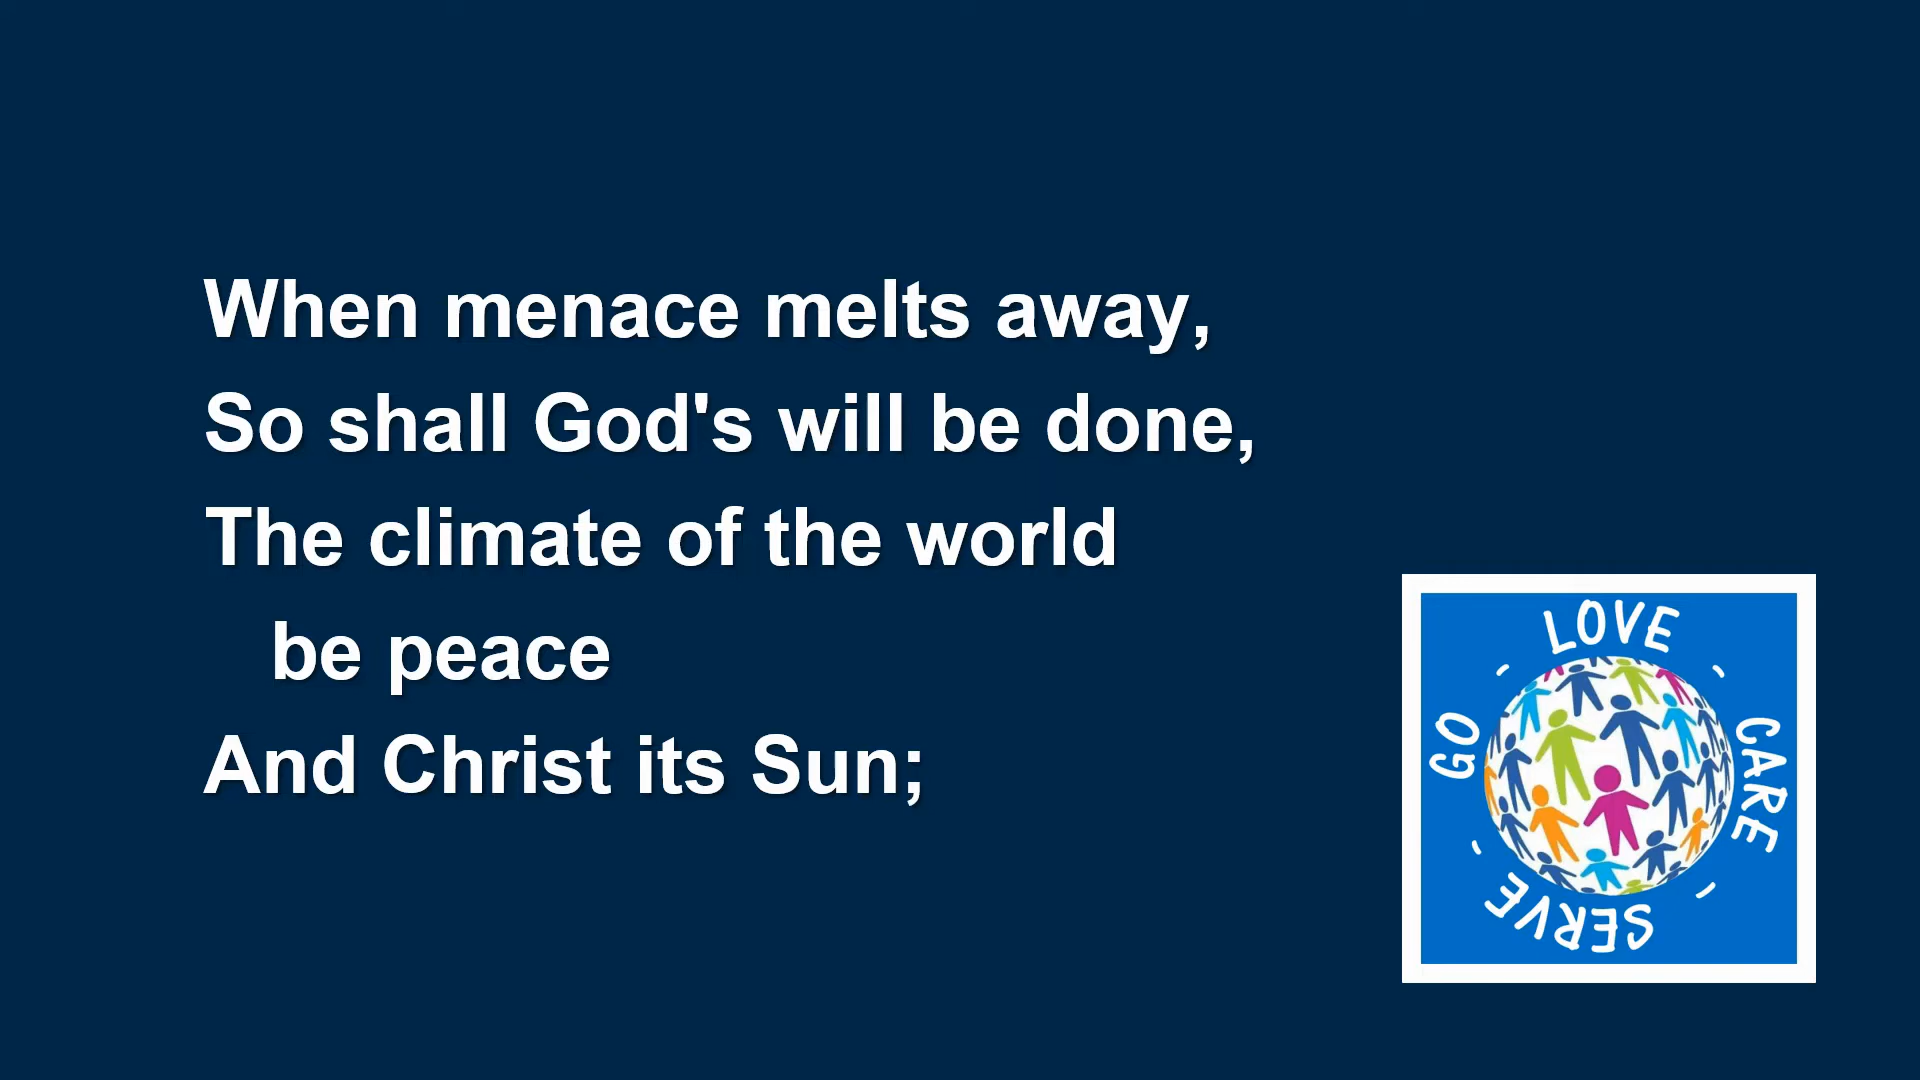 When menace melts away,
So shall God's will be done,
The climate of the world
be peace
And Christ its Sun;
LOVE
CARE
SERVE
GO